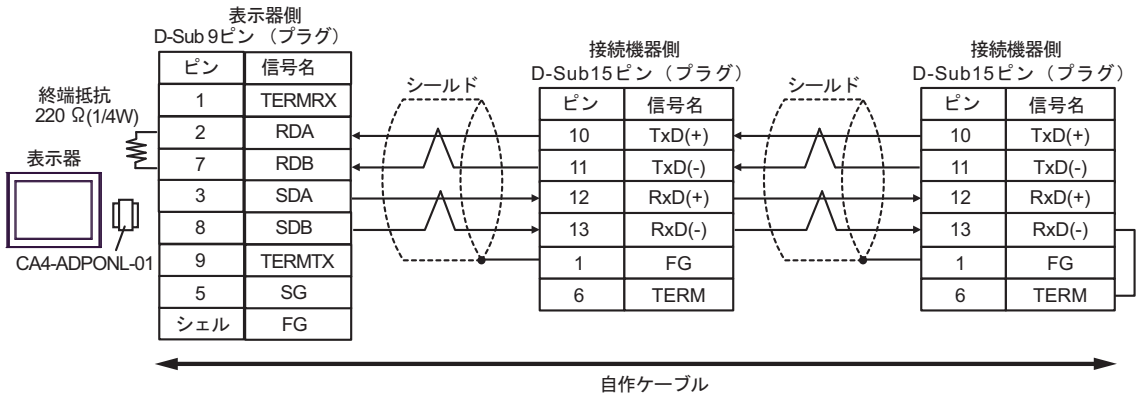 表示器側
D-Sub 9ピン （プラグ）
ピン 信号名
1 TERMRX
2 RDA
7 RDB
3 SDA
8 SDB
9 TERMTX
5 SG
シェル FG
終端抵抗
220 Ω(1/4W)
表示器
CA4-ADPONL-01
シールド
接続機器側
D-Sub15ピン（プラグ）
ピン 信号名
10 TxD(+)
11 TxD(-)
12 RxD(+)
13 RxD(-)
1 FG
6 TERM
シールド
接続機器側
D-Sub15ピン（プラグ）
ピン 信号名
10 TxD(+)
11 TxD(-)
12 RxD(+)
13 RxD(-)
1 FG
6 TERM
自作ケーブル